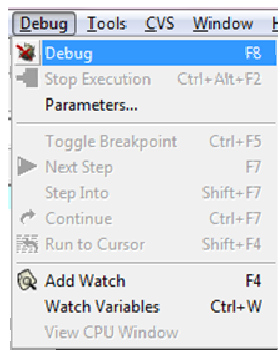 Debug Tools CVS Window
Debug F8
Stop Execution Ctrl+Alt+F2
Parameters...
Toggle Breakpoint Ctrl+F5
Next Step F7
Step Into Shift+F7
Continue Ctrl+F7
Run to Cursor Shift+F4
Add Watch F4
Watch Variables Ctrl+W
View CPU Window